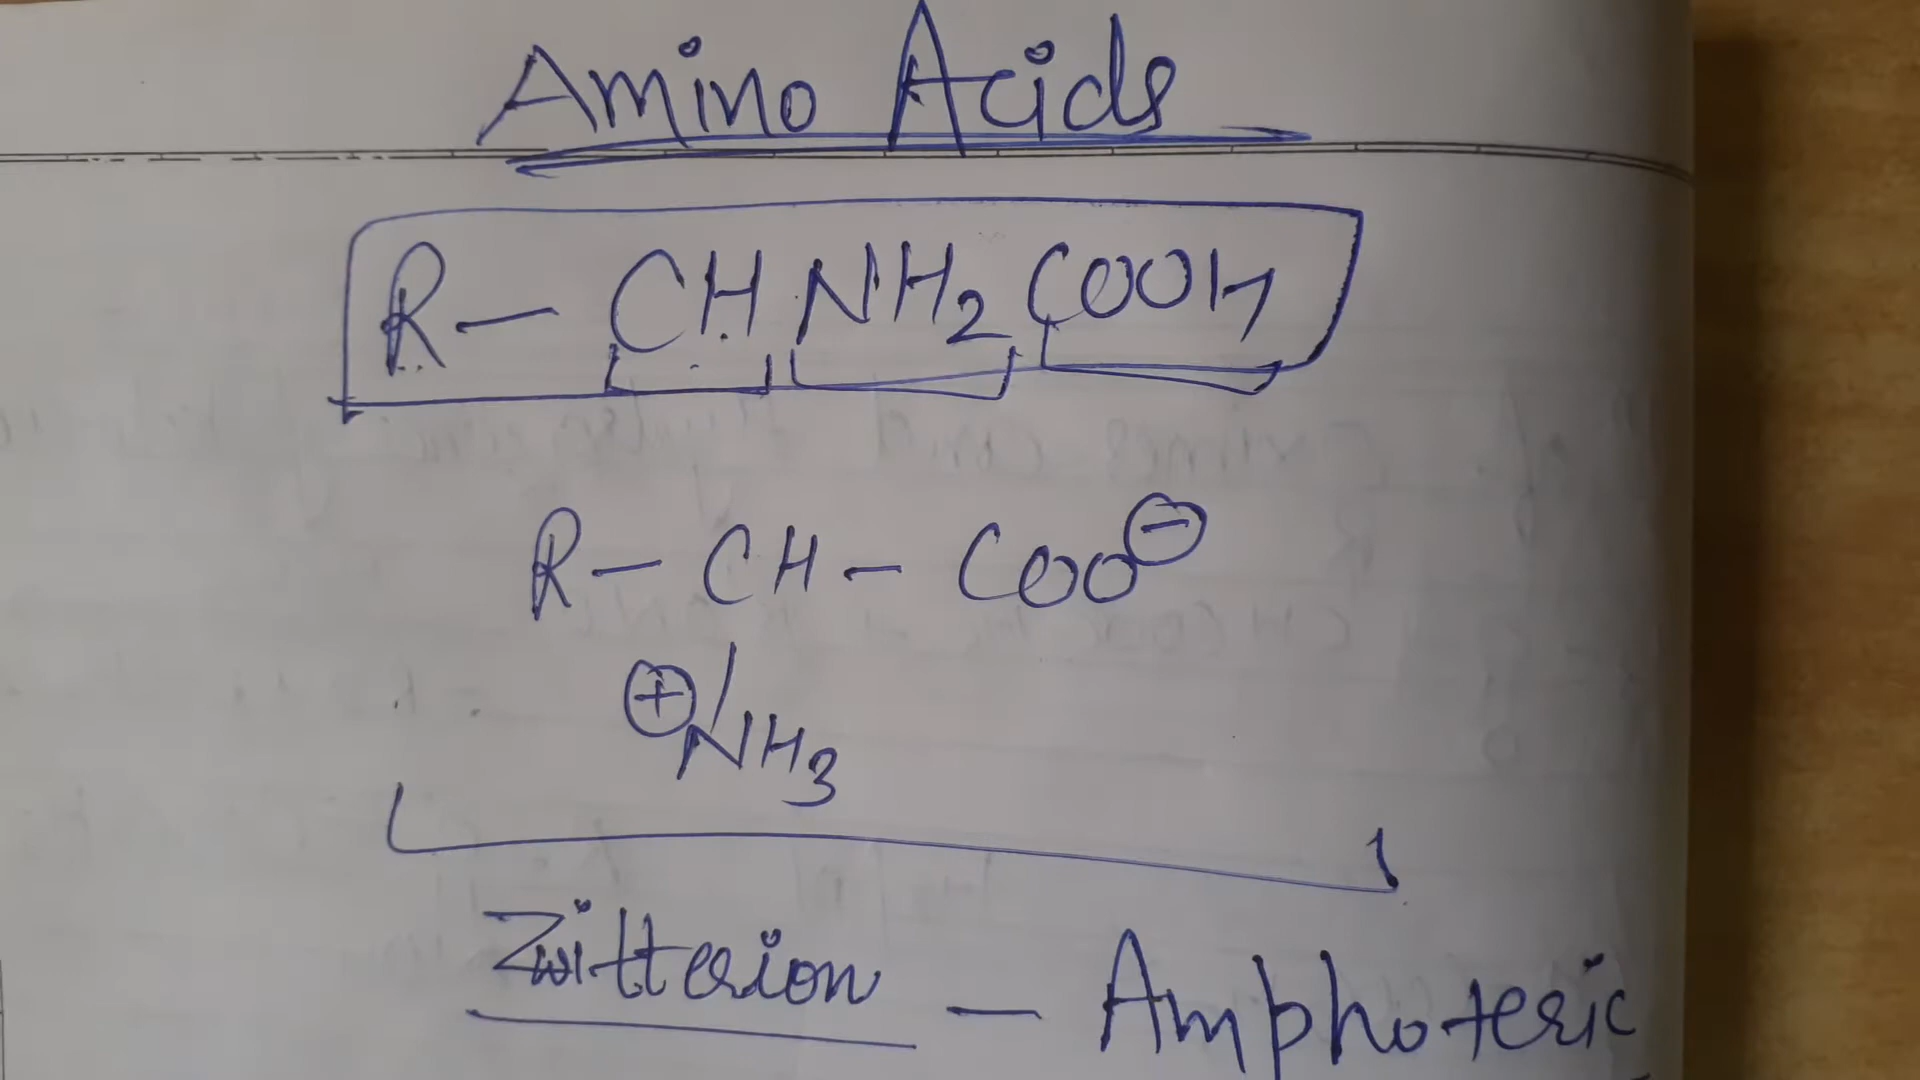 Amino Acids
R- CH NH2 COOH
R- CH - COO⊖
⊕NH3
Zwitterion - Amphoteric